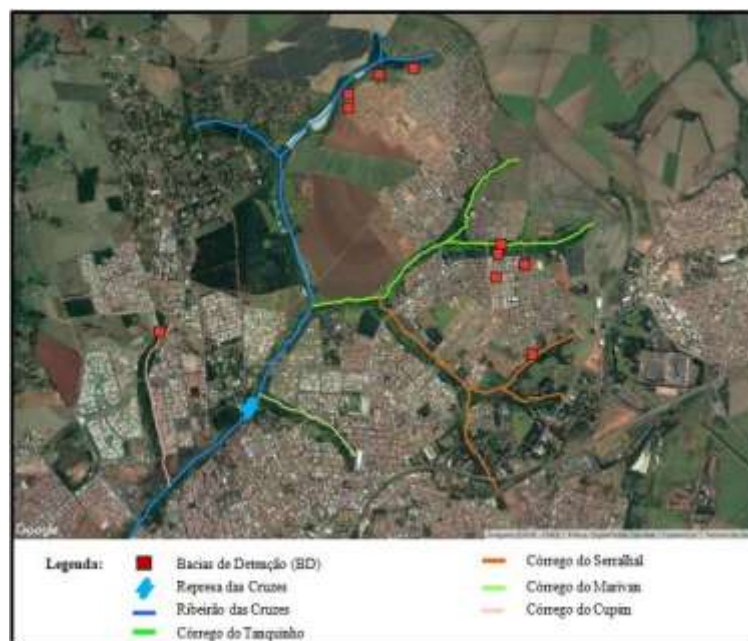 Google
Legenda:
Bacias de Detenção (BD)
Represa das Cruzes
Ribeirão das Cruzes
Córrego do Tanquinho
Córrego do Serralhal
Córrego do Marivan
Córrego do Cupim